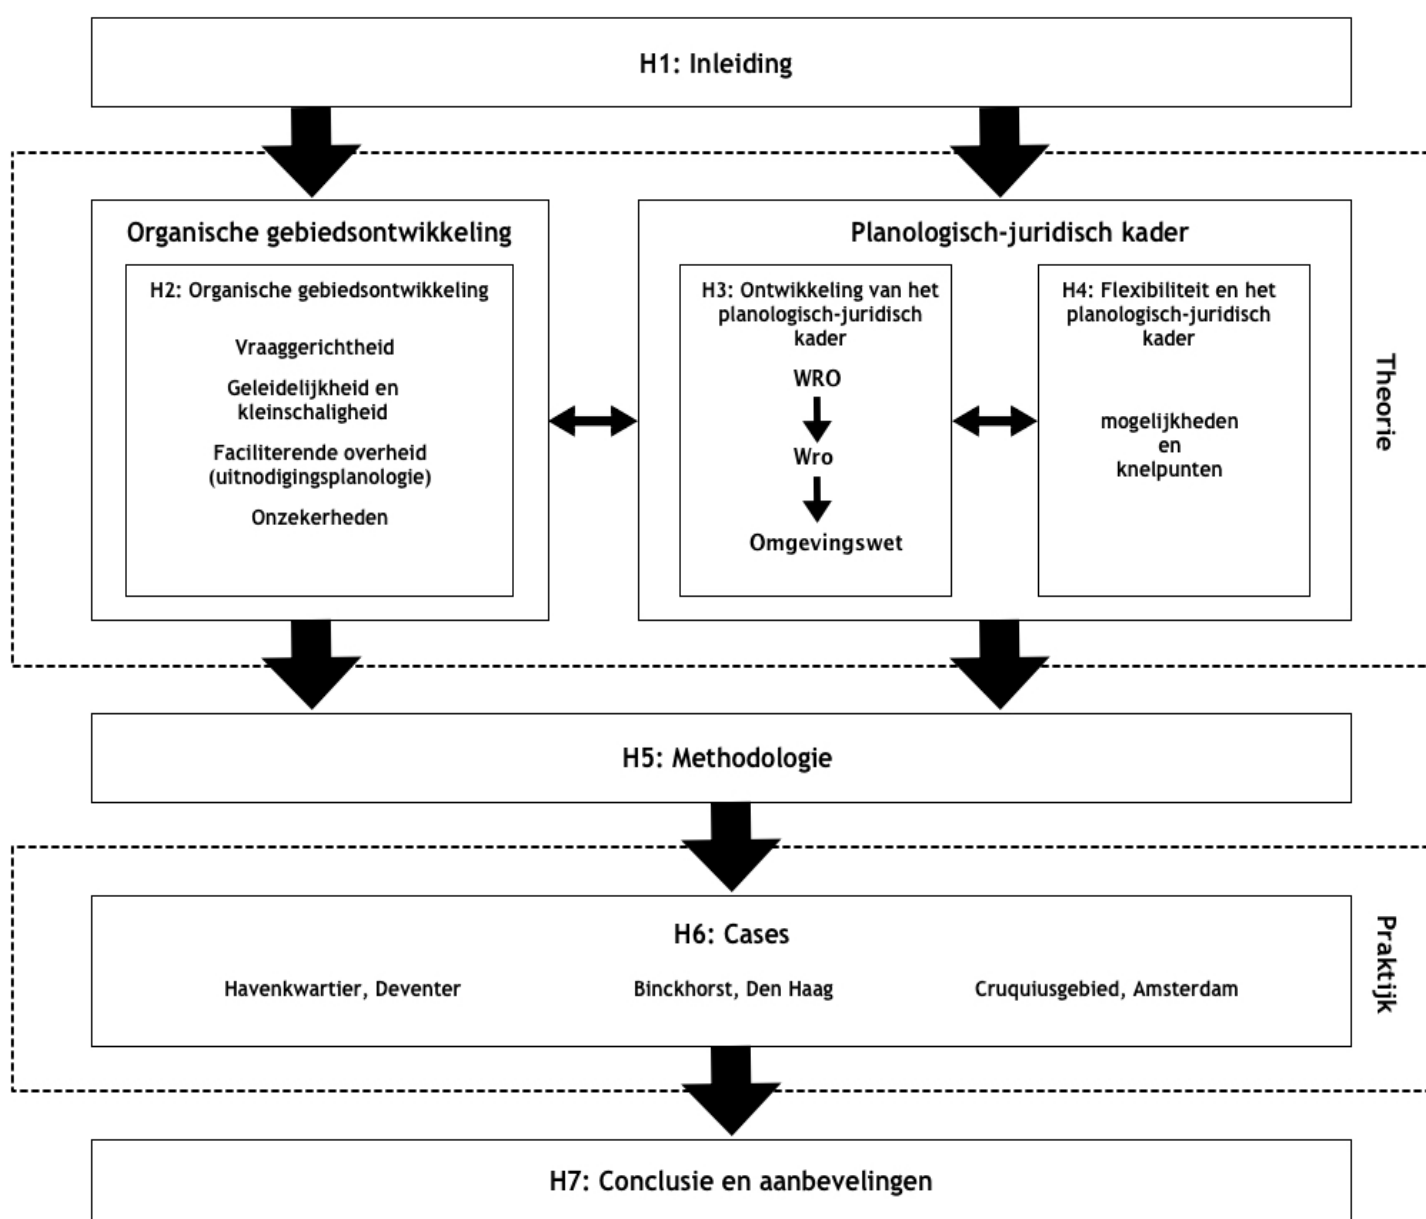 H1: Inleiding
Organische gebiedsontwikkeling
H2: Organische gebiedsontwikkeling
Vraaggerichtheid
Geleidelijkheid en
kleinschaligheid
Faciliterende overheid
(uitnodigingsplanologie)
Onzekerheden
Planologisch-juridisch kader
H3: Ontwikkeling van het
planologisch-juridisch
kader
WRO
Wro
Omgevingswet
H4: Flexibiliteit en het
planologisch-juridisch
kader
mogelijkheden
en
knelpunten
Theorie
H5: Methodologie
H6: Cases
Havenkwartier, Deventer
Binckhorst, Den Haag
Cruquiusgebied, Amsterdam
Praktijk
H7: Conclusie en aanbevelingen